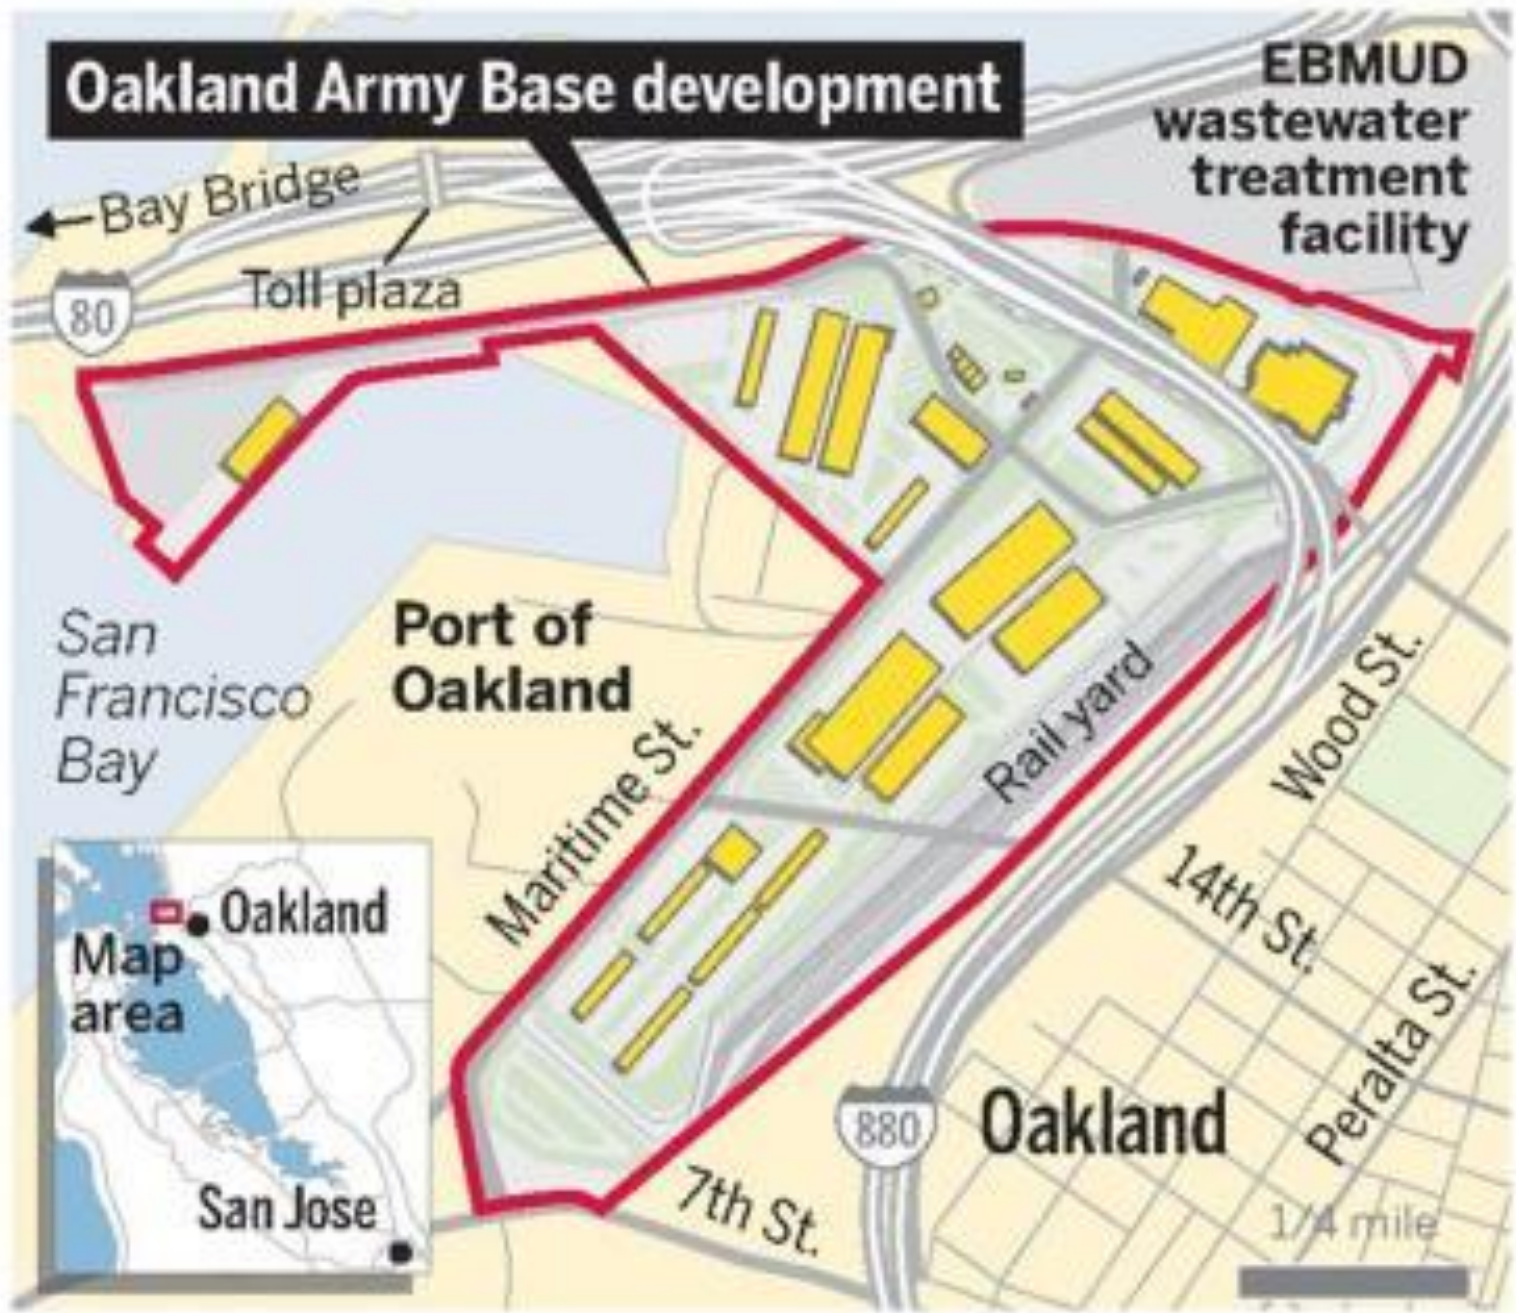 Oakland Army Base development
EBMUD
wastewater
treatment
facility
Bay Bridge
Toll plaza
80
San
Francisco
Bay
Port of
Oakland
Maritime St.
Rail yard
Wood St.
14th St.
Peralta St.
Oakland
Map
area
San Jose
880
Oakland
7th St.
1/4 mile